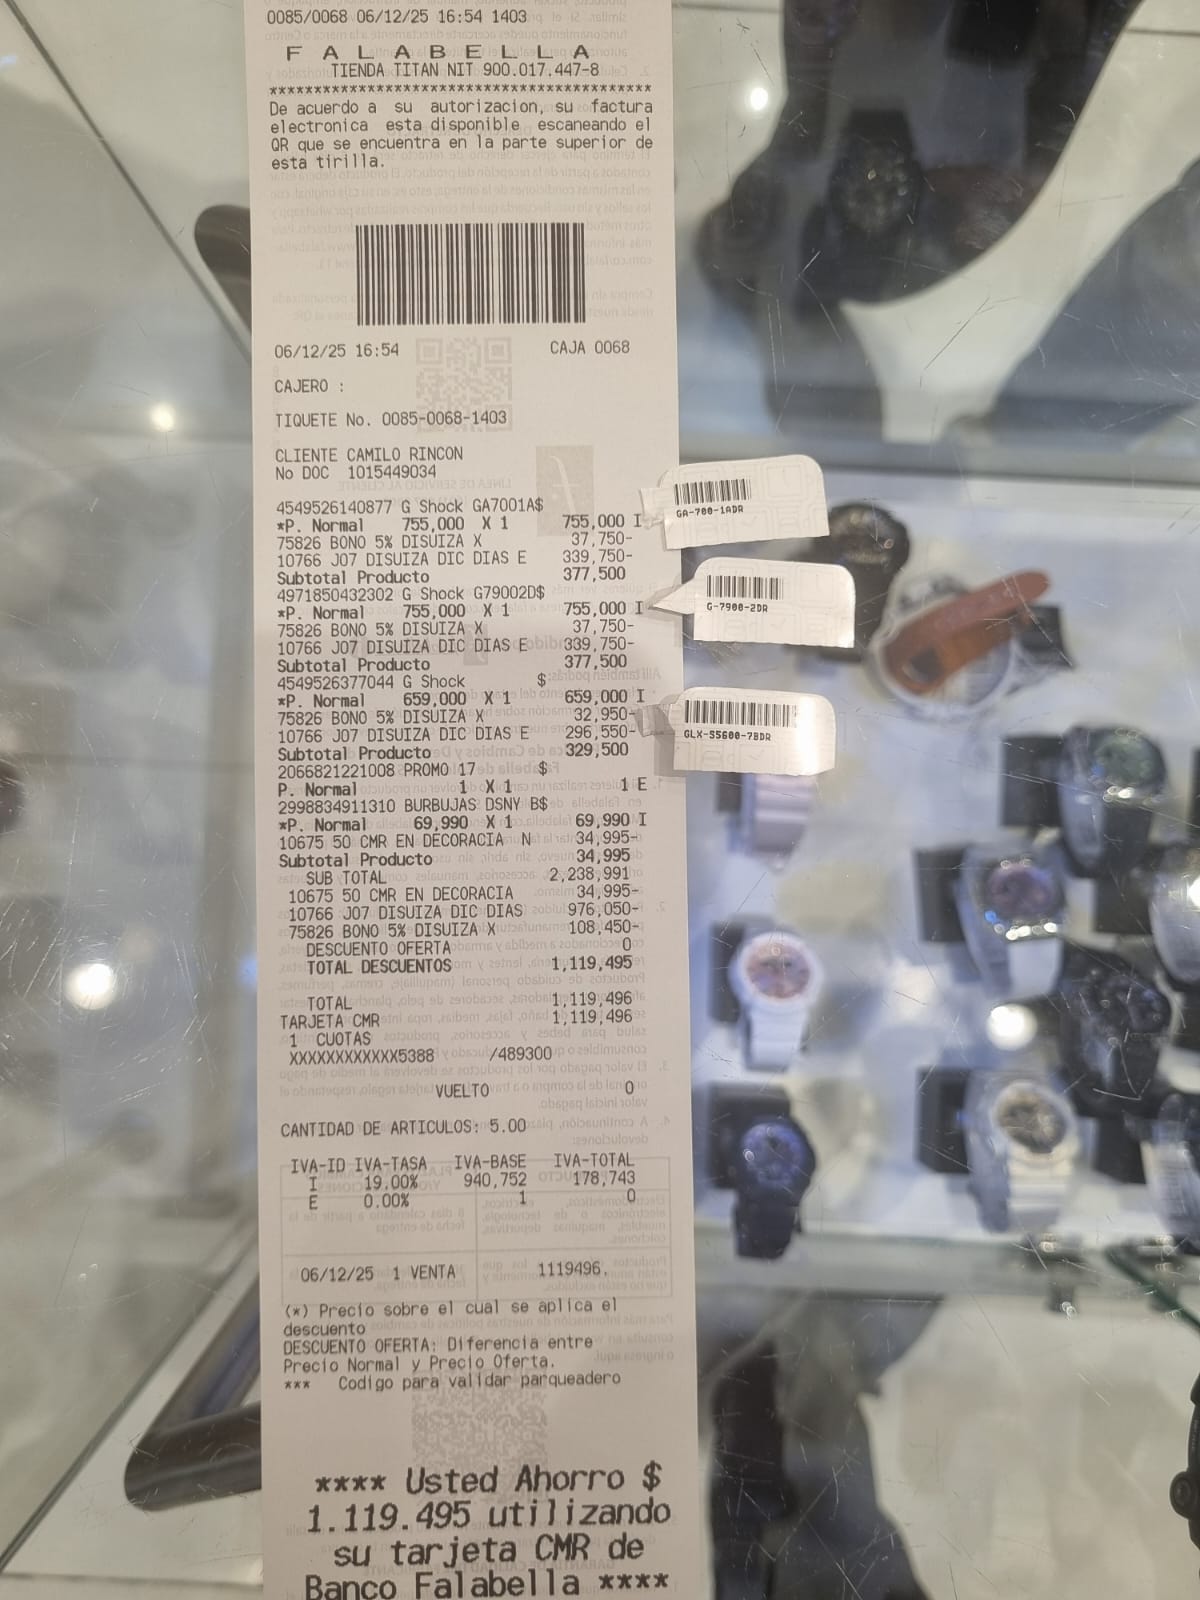 0085/0068 06/12/25 16:54 1403
F A L A B E L L A
TIENDA TITAN NIT 900.017.447-8
******************************************
De acuerdo a su autorizacion, su factura
electronica esta disponible escaneando el
QR que se encuentra en la parte superior de
esta tirilla.
06/12/25 16:54 CAJA 0068
CAJERO :
TIQUETE No. 0085-0068-1403
CLIENTE CAMILO RINCON
No DOC 1015449034
4549526140877 G Shock GA7001A$
*P. Normal 755,000 X 1 755,000 I
75826 BONO 5% DISUIZA X 37,750-
10766 J07 DISUIZA DIC DIAS E 339,750-
Subtotal Producto 377,500
4971850432302 G Shock G79002D$
*P. Normal 755,000 X 1 755,000 I
75826 BONO 5% DISUIZA X 37,750-
10766 J07 DISUIZA DIC DIAS E 339,750-
Subtotal Producto 377,500
4549526377044 G Shock $
*P. Normal 659,000 X 1 659,000 I
75826 BONO 5% DISUIZA X 32,950-
10766 J07 DISUIZA DIC DIAS E 296,550-
Subtotal Producto 329,500
2066821221008 PROMO 17 $
P. Normal 1 X 1 1 E
2998834911310 BURBUJAS DSNY B$
*P. Normal 69,990 X 1 69,990 I
10675 50 CMR EN DECORACIA N 34,995-
Subtotal Producto 34,995
SUB TOTAL 2,238,991
10675 50 CMR EN DECORACIA 34,995-
10766 J07 DISUIZA DIC DIAS 976,050-
75826 BONO 5% DISUIZA X 108,450-
DESCUENTO OFERTA 0
TOTAL DESCUENTOS 1,119,495
TOTAL 1,119,496
TARJETA CMR 1,119,496
1 CUOTAS
XXXXXXXXXXXX5388 /489300
VUELTO 0
CANTIDAD DE ARTICULOS: 5.00
IVA-ID IVA-TASA IVA-BASE IVA-TOTAL
I 19.00% 940,752 178,743
E 0.00% 1 0
06/12/25 1 VENTA 1119496.
(*) Precio sobre el cual se aplica el
descuento
DESCUENTO OFERTA: Diferencia entre
Precio Normal y Precio Oferta.
*** Codigo para validar parqueadero
**** Usted Ahorro $
1.119.495 utilizando
su tarjeta CMR de
Banco Falabella ****
GA-700-1ADR
G-7900-2DR
GLX-S5600-7BDR